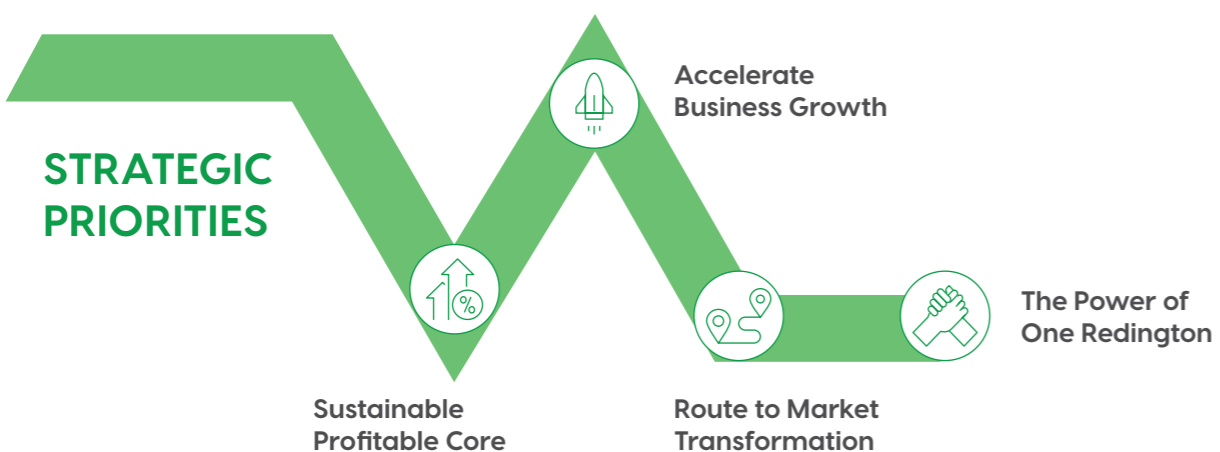 STRATEGIC
PRIORITIES
%
Sustainable
Profitable Core
Accelerate
Business Growth
Route to Market
Transformation
The Power of
One Redington